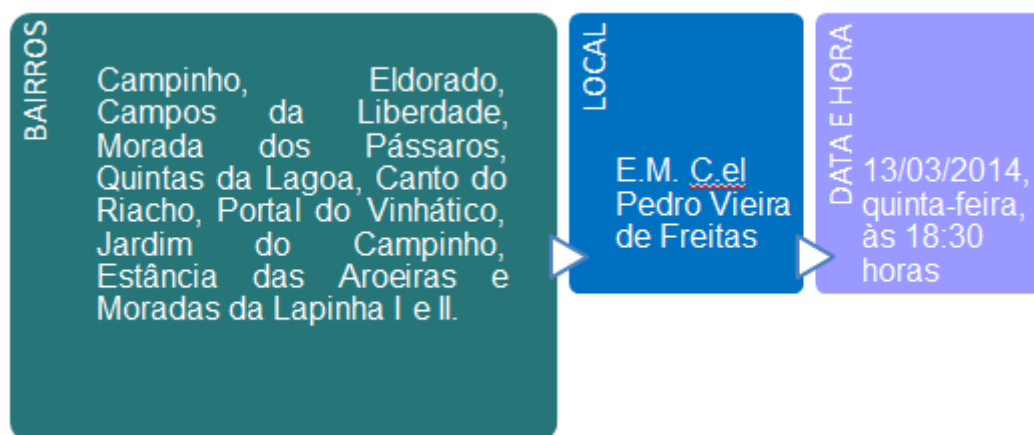 BAIRROS
Campinho, Eldorado,
Campos da Liberdade,
Morada dos Pássaros,
Quintas da Lagoa, Canto do
Riacho, Portal do Vinhático,
Jardim do Campinho,
Estância das Aroeiras e
Moradas da Lapinha I e II.
LOCAL
E.M. C.el
Pedro Vieira
de Freitas
DATA E HORA
13/03/2014,
quinta-feira,
às 18:30
horas